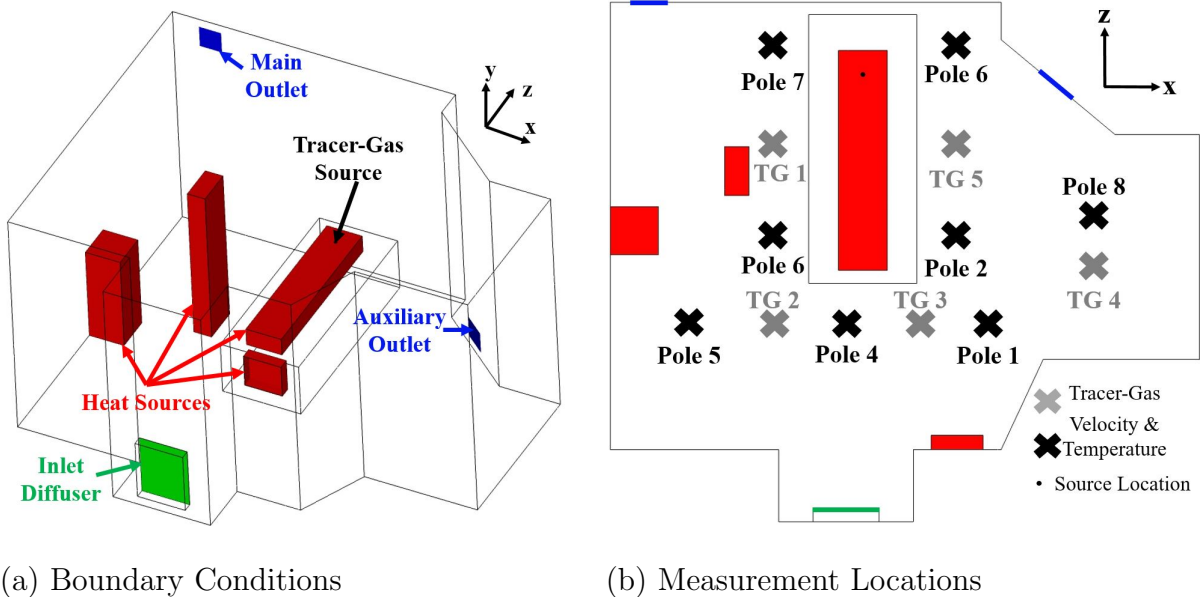 Main
Outlet
y
z
x
Tracer-Gas
Source
Auxiliary
Outlet
Heat Sources
Inlet
Diffuser
(a) Boundary Conditions
z
x
Pole 7
Pole 6
TG 1
TG 5
Pole 8
Pole 6
Pole 2
TG 2
TG 3
TG 4
Pole 5
Pole 4
Pole 1
Tracer-Gas
Velocity &
Temperature
Source Location
(b) Measurement Locations